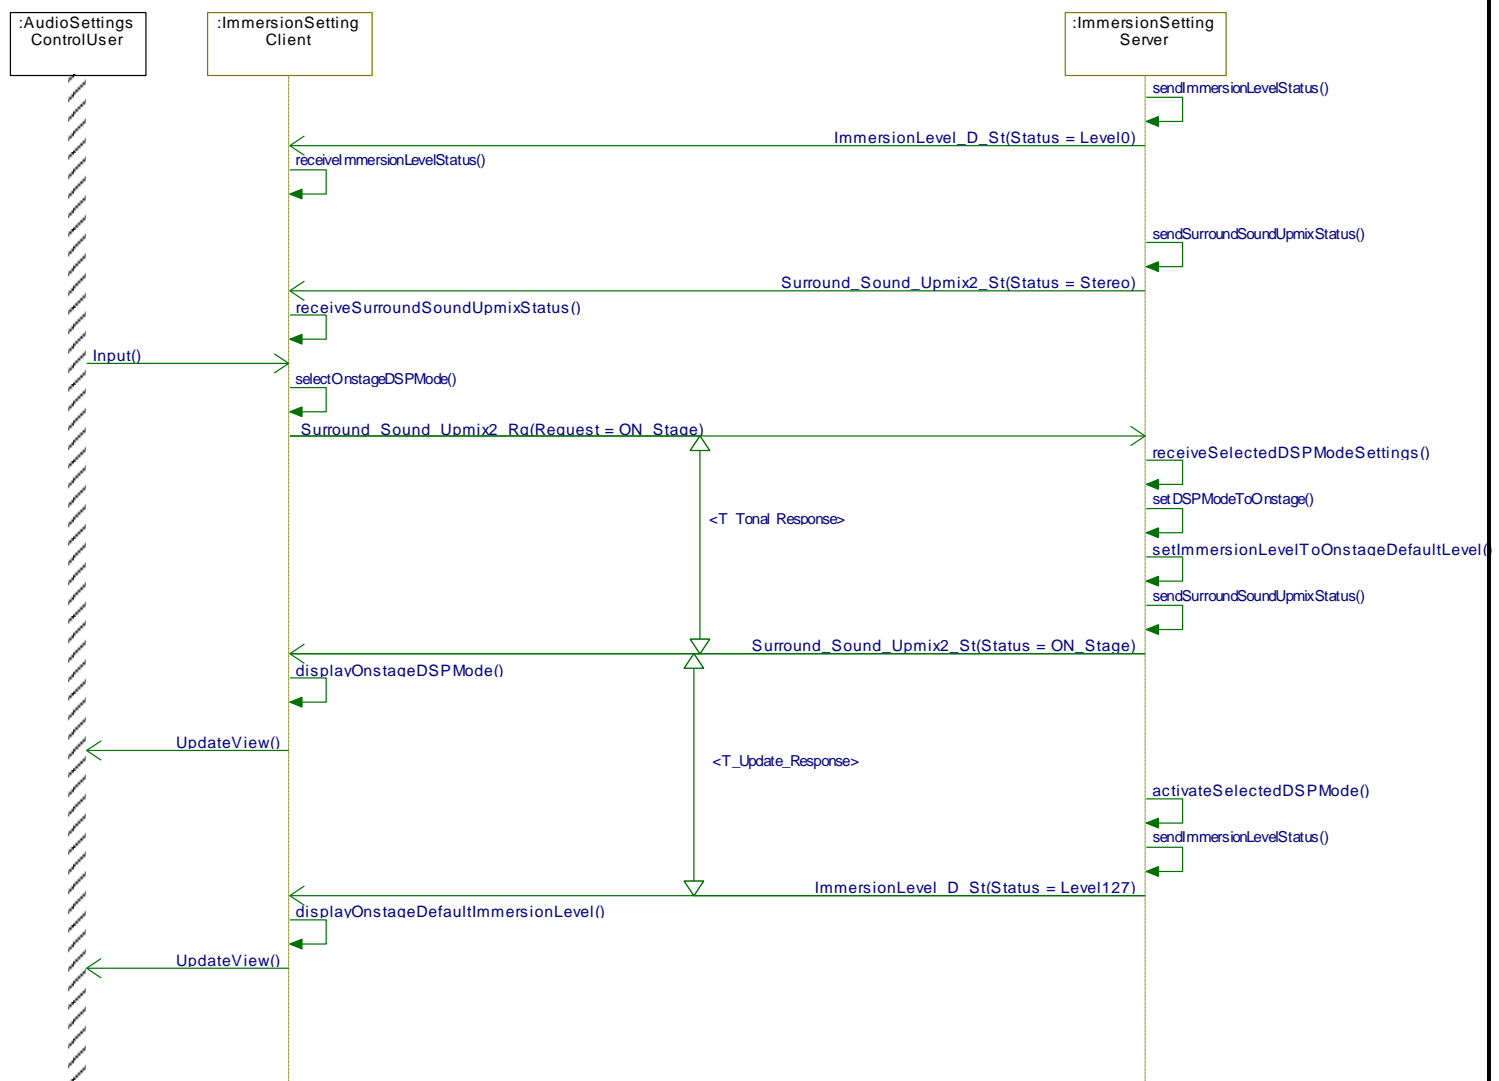 :AudioSettings
ControlUser
:ImmersionSetting
Client
:ImmersionSetting
Server
sendImmersionLevelStatus()
ImmersionLevel_D_St(Status = Level0)
receiveImmersionLevelStatus()
sendSurroundSoundUpmixStatus()
Surround_Sound_Upmix2_St(Status = Stereo)
receiveSurroundSoundUpmixStatus()
Input()
selectOnstageDSPMode()
Surround_Sound_Upmix2_Rq(Request = ON_Stage)
receiveSelectedDSPModeSettings()
setDSPModeToOnstage()
<T_Tonal_Response>
setImmersionLevelToOnstageDefaultLevel()
sendSurroundSoundUpmixStatus()
Surround_Sound_Upmix2_St(Status = ON_Stage)
displayOnstageDSPMode()
UpdateView()
<T_Update_Response>
activateSelectedDSPMode()
sendImmersionLevelStatus()
ImmersionLevel_D_St(Status = Level127)
displayOnstageDefaultImmersionLevel()
UpdateView()